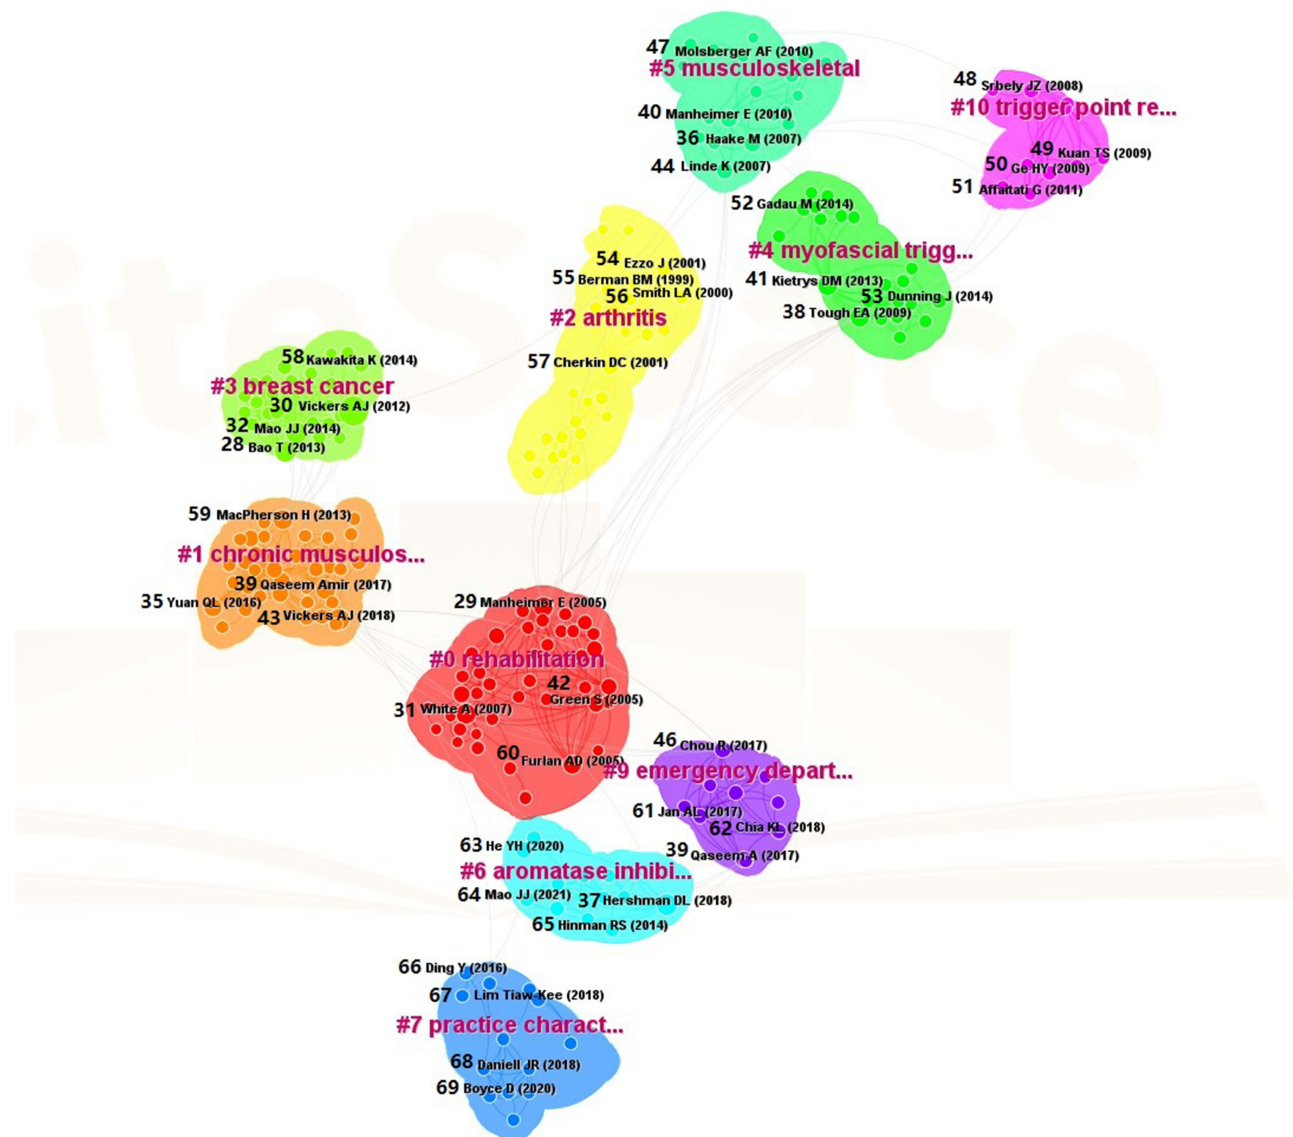 47 Molsberger AF (2010)
#5 musculoskeletal
40 Manheimer E (2010)
36 Haake M (2007)
44 Linde K (2007)
48 Srbely JZ (2008)
#10 trigger point re...
49 Kuan TS (2009)
50 Ge HY (2009)
51 Affaitati G (2011)
52 Gadau M (2014)
#4 myofascial trigg...
41 Kietrys DM (2013)
53 Dunning J (2014)
38 Tough EA (2009)
54 Ezzo J (2001)
55 Berman BM (1999)
56 Smith LA (2000)
#2 arthritis
57 Cherkin DC (2001)
58 Kawakita K (2014)
#3 breast cancer
30 Vickers AJ (2012)
32 Mao JJ (2014)
28 Bao T (2013)
59 MacPherson H (2013)
#1 chronic musculos...
39 Qaseem Amir (2017)
35 Yuan QL (2016)
43 Vickers AJ (2018)
29 Manheimer E (2005)
#0 rehabilitation
42 Green S (2005)
31 White A (2007)
60 Furlan AD (2005)
46 Chou R (2017)
#9 emergency depart...
61 Jan AL (2017)
62 Chia KL (2018)
39 Qaseem A (2017)
63 He YH (2020)
#6 aromatase inhibi...
64 Mao JJ (2021)
37 Hershman DL (2018)
65 Hinman RS (2014)
66 Ding Y (2016)
67 Lim Tiaw-Kee (2018)
#7 practice charact...
68 Daniell JR (2018)
69 Boyce D (2020)
iteSpace